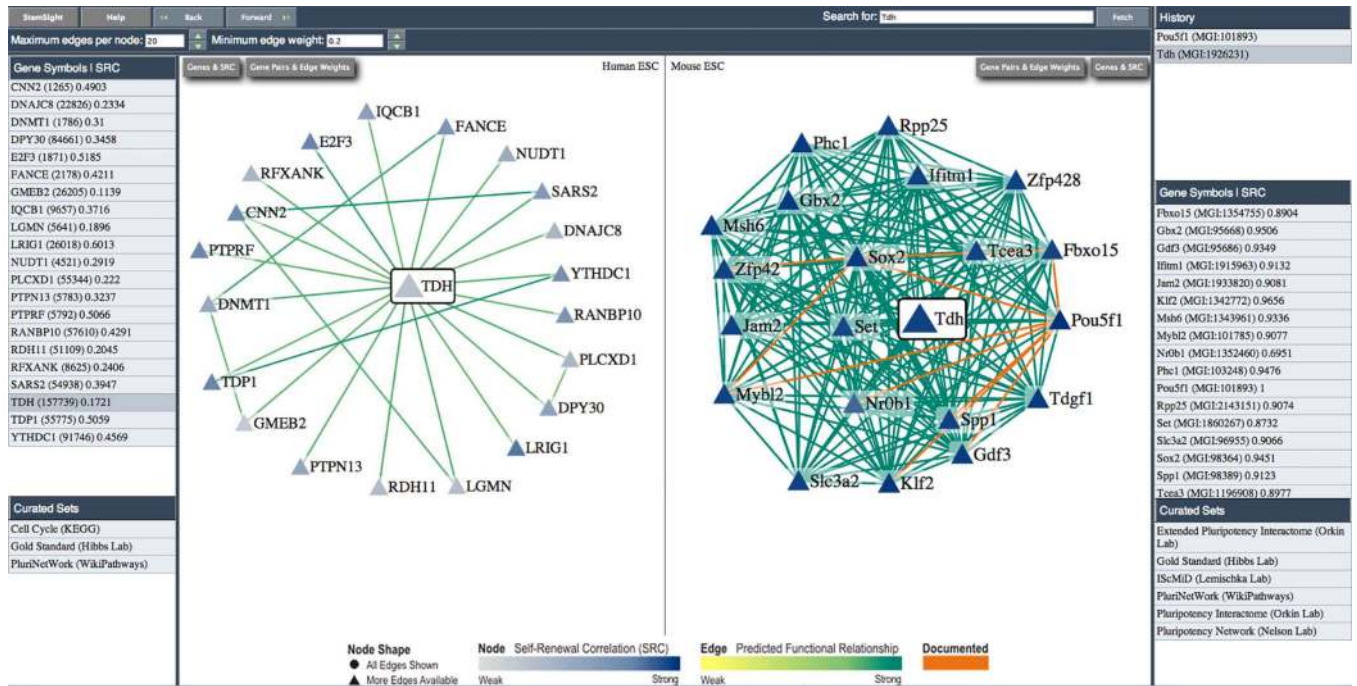 StemSight
Help
Back
Forward
Search for: Tdh
Fetch
Maximum edges per node: 20
Minimum edge weight: 0.2
Gene Symbols | SRC
CNN2 (1265) 0.4903
DNAJC8 (22826) 0.2334
DNMT1 (1786) 0.31
DPY30 (84661) 0.3458
E2F3 (1871) 0.5185
FANCE (2178) 0.4211
GMEB2 (26205) 0.1139
IQCB1 (9657) 0.3716
LGMN (5641) 0.1896
LRIG1 (26018) 0.6013
NUDT1 (4521) 0.2919
PLCXD1 (55344) 0.222
PTPN13 (5783) 0.3237
PTPRF (5792) 0.5066
RANBP10 (57610) 0.4291
RDH11 (51109) 0.2045
RFXANK (8625) 0.2406
SARS2 (54938) 0.3947
TDH (157739) 0.1721
TDP1 (55775) 0.5059
YTHDC1 (91746) 0.4569
Curated Sets
Cell Cycle (KEGG)
Gold Standard (Hibbs Lab)
PluriNetWork (WikiPathways)
Genes & SRC
Gene Pairs & Edge Weights
Human ESC
IQCB1
FANCE
E2F3
NUDT1
RFXANK
SARS2
CNN2
DNAJC8
PTPRF
YTHDC1
TDH
DNMT1
RANBP10
PLCXD1
TDP1
DPY30
GMEB2
LRIG1
PTPN13
RDH11
LGMN
Mouse ESC
Gene Pairs & Edge Weights
Genes & SRC
Rpp25
Phc1
Ifitm1
Zfp428
Gbx2
Msh6
Sox2
Tcea3
Fbxo15
Zfp42
Tdh
Pou5f1
Jam2
Set
Mybl2
Nr0b1
Tdgf1
Spp1
Gdf3
Slc3a2
Klf2
History
Pou5f1 (MGI:101893)
Tdh (MGI:1926231)
Gene Symbols | SRC
Fbxo15 (MGI:1354755) 0.8904
Gbx2 (MGI:95668) 0.9506
Gdf3 (MGI:95686) 0.9349
Ifitm1 (MGI:1915963) 0.9132
Jam2 (MGI:1933820) 0.9081
Klf2 (MGI:1342772) 0.9656
Msh6 (MGI:1343961) 0.9336
Mybl2 (MGI:101785) 0.9077
Nr0b1 (MGI:1352460) 0.6951
Phc1 (MGI:103248) 0.9476
Pou5f1 (MGI:101893) 1
Rpp25 (MGI:2143151) 0.9074
Set (MGI:1860267) 0.8732
Slc3a2 (MGI:96955) 0.9066
Sox2 (MGI:98364) 0.9451
Spp1 (MGI:98389) 0.9123
Tcea3 (MGI:1196908) 0.8977
Curated Sets
Extended Pluripotency Interactome (Orkin
Lab)
Gold Standard (Hibbs Lab)
IScMiD (Lemischka Lab)
PluriNetWork (WikiPathways)
Pluripotency Interactome (Orkin Lab)
Pluripotency Network (Nelson Lab)
Node Shape
All Edges Shown
More Edges Available
Node Self-Renewal Correlation (SRC)
Weak Strong
Edge Predicted Functional Relationship
Weak Strong
Documented